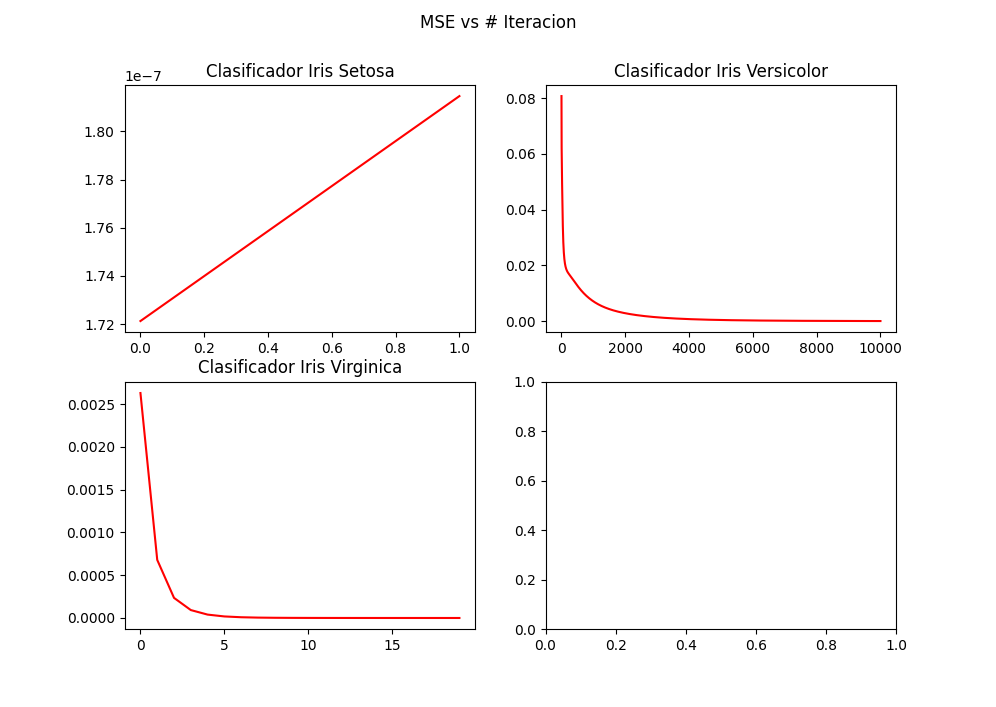 MSE vs # Iteracion
Clasificador Iris Setosa
1e−7
1.80
1.78
1.76
1.74
1.72
0.0 0.2 0.4 0.6 0.8 1.0
Clasificador Iris Versicolor
0.08
0.06
0.04
0.02
0.00
0 2000 4000 6000 8000 10000
Clasificador Iris Virginica
0.0025
0.0020
0.0015
0.0010
0.0005
0.0000
0 5 10 15
1.0
0.8
0.6
0.4
0.2
0.0
0.0 0.2 0.4 0.6 0.8 1.0